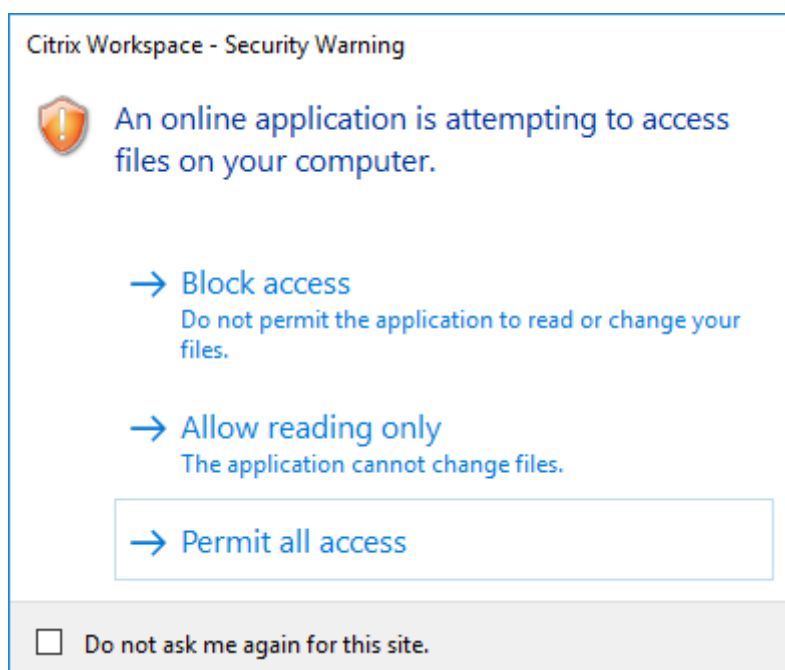 Citrix Workspace - Security Warning
An online application is attempting to access
files on your computer.
Block access
Do not permit the application to read or change your
files.
Allow reading only
The application cannot change files.
Permit all access
Do not ask me again for this site.